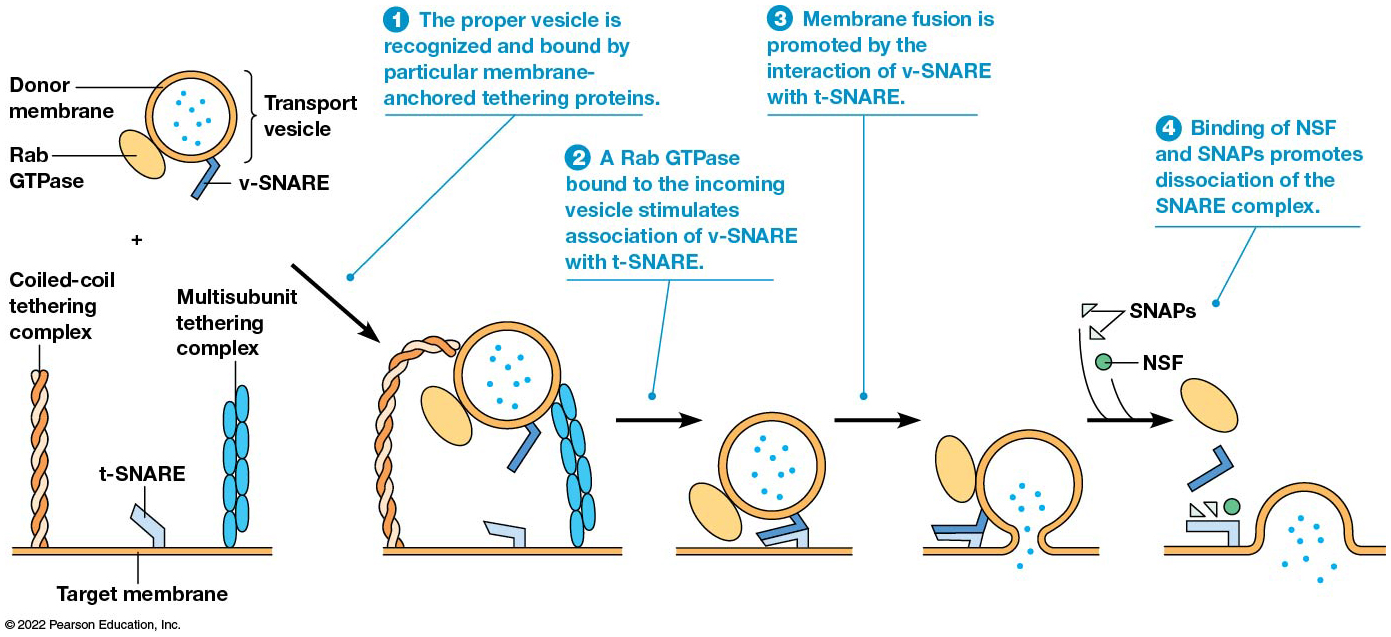 1 The proper vesicle is
recognized and bound by
particular membrane-
anchored tethering proteins.
3 Membrane fusion is
promoted by the
interaction of v-SNARE
with t-SNARE.
Donor
membrane
Transport
vesicle
Rab
GTPase
v-SNARE
2 A Rab GTPase
bound to the incoming
vesicle stimulates
association of v-SNARE
with t-SNARE.
4 Binding of NSF
and SNAPs promotes
dissociation of the
SNARE complex.
+
Coiled-coil
tethering
complex
Multisubunit
tethering
complex
SNAPs
NSF
t-SNARE
Target membrane
© 2022 Pearson Education, Inc.